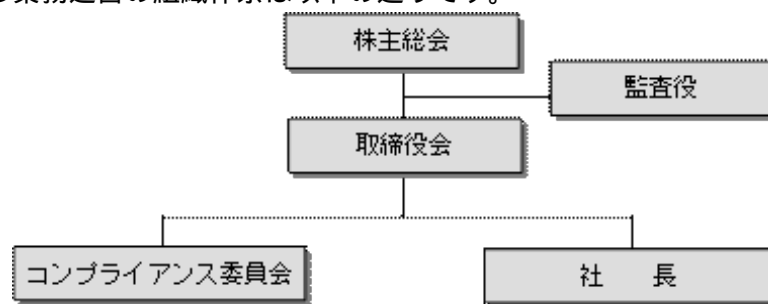 業務運営の組織体系は以下の通りです。
株主総会
監査役
取締役会
コンプライアンス委員会
社 長